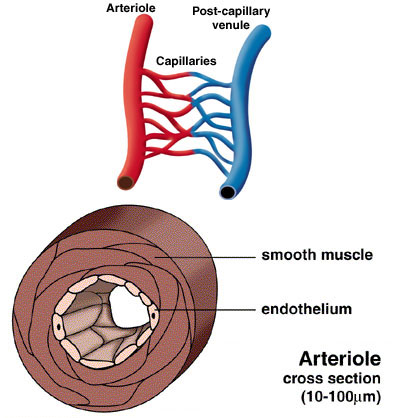 Arteriole
Post-capillary
venule
Capillaries
smooth muscle
endothelium
Arteriole
cross section
(10-100μm)